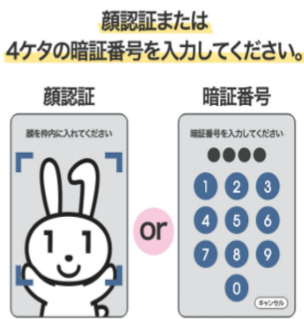 顔認証または
4ケタの暗証番号を入力してください。
顔認証
暗証番号
顔を枠内に入れてください
暗証番号を入力してください
or
1 2 3
4 5 6
7 8 9
0
キャンセル